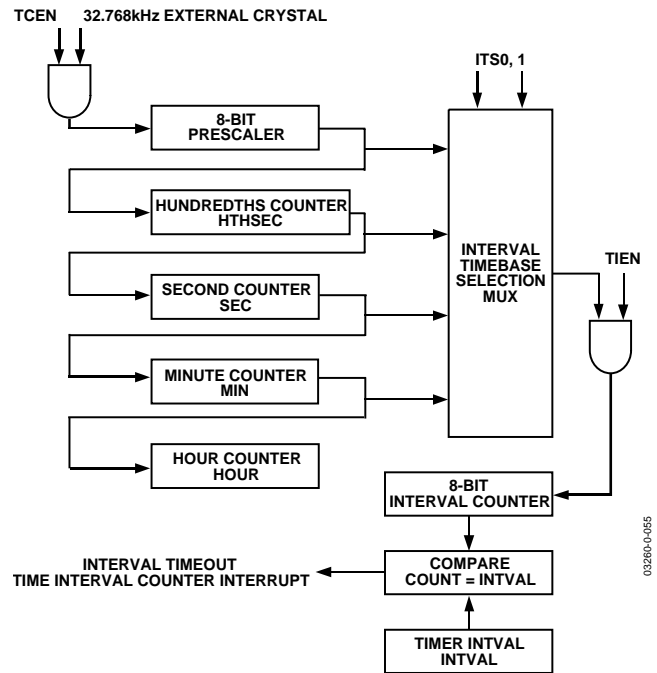 TCEN 32.768kHz EXTERNAL CRYSTAL
ITS0, 1
8-BIT
PRESCALER
HUNDREDTHS COUNTER
HTHSEC
INTERVAL
TIMEBASE
SELECTION
MUX
TIEN
SECOND COUNTER
SEC
MINUTE COUNTER
MIN
HOUR COUNTER
HOUR
8-BIT
INTERVAL COUNTER
INTERVAL TIMEOUT
TIME INTERVAL COUNTER INTERRUPT
COMPARE
COUNT = INTVAL
TIMER INTVAL
INTVAL
03260-0-055